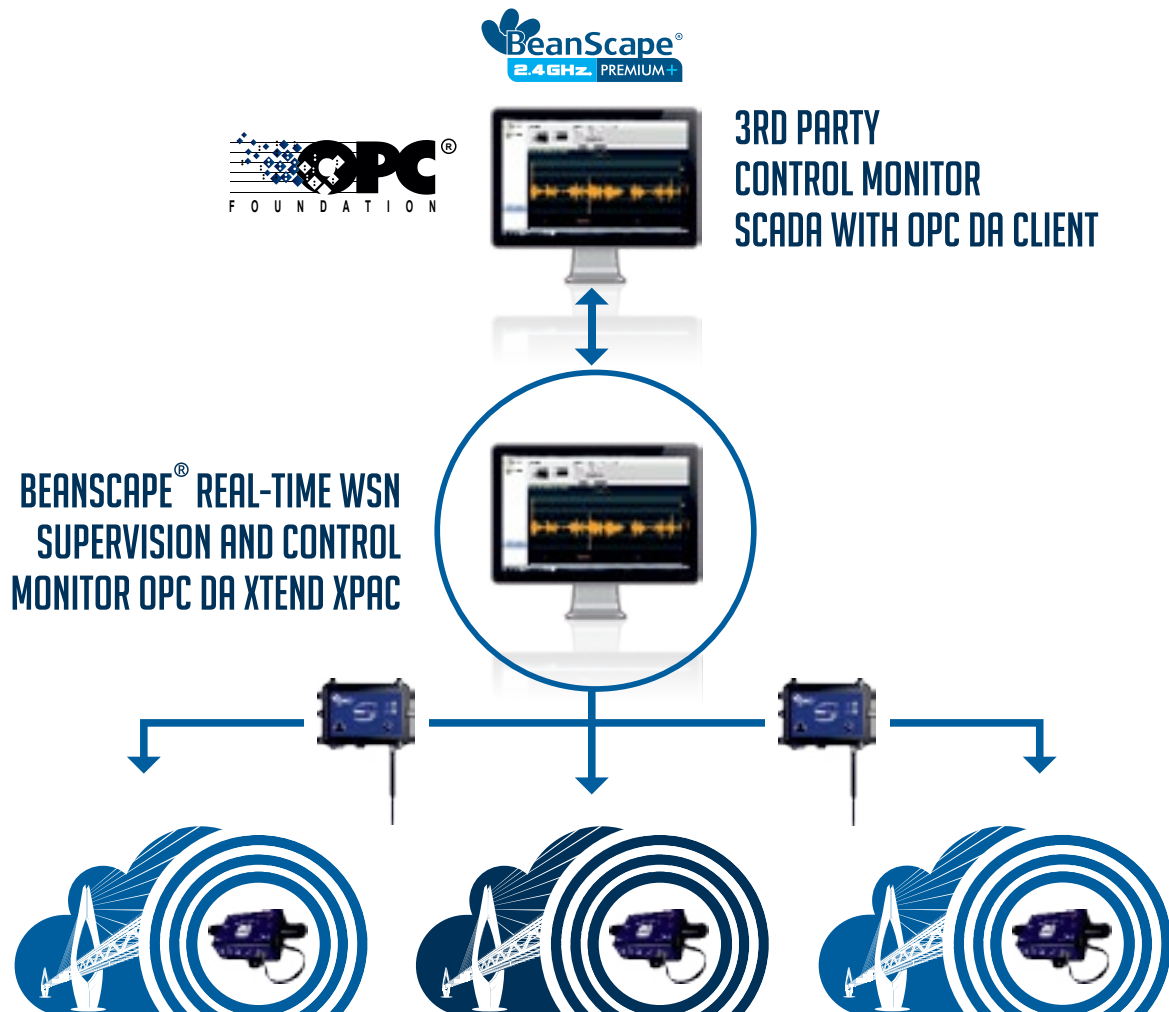 BeanScape®
2.4GHz. PREMIUM+
OPC®
FOUNDATION
3RD PARTY
CONTROL MONITOR
SCADA WITH OPC DA CLIENT
BEANSCAPE® REAL-TIME WSN
SUPERVISION AND CONTROL
MONITOR OPC DA XTEND XPAC